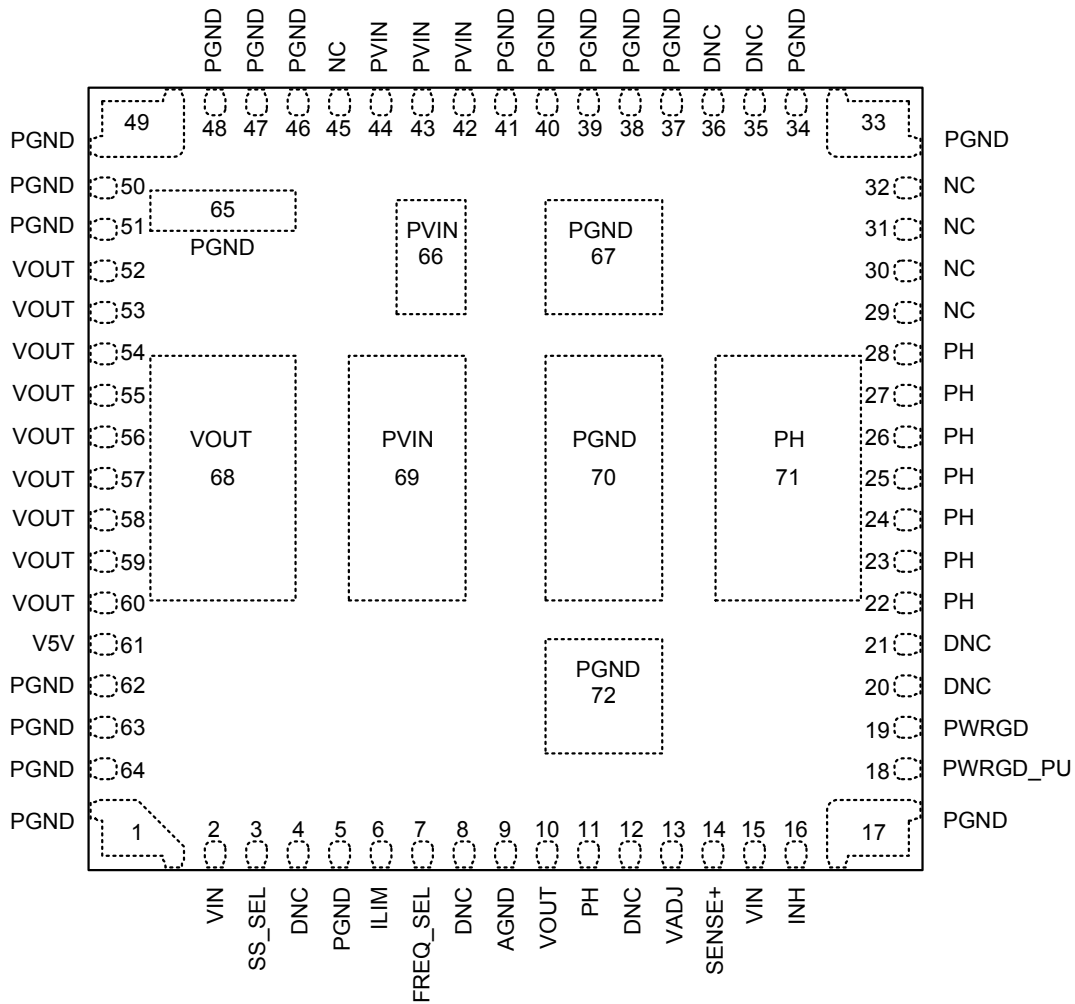 PGND
PGND
PGND
NC
PVIN
PVIN
PVIN
PGND
PGND
PGND
PGND
PGND
DNC
DNC
PGND
49
48
47
46
45
44
43
42
41
40
39
38
37
36
35
34
33
PGND
PGND
PGND
50
32
NC
PGND
51
31
NC
VOUT
52
30
NC
VOUT
53
29
NC
65
PGND
PVIN
66
PGND
67
VOUT
54
28
PH
VOUT
55
27
PH
VOUT
56
26
PH
VOUT
57
25
PH
VOUT
58
24
PH
VOUT
59
23
PH
VOUT
60
22
PH
VOUT
68
PVIN
69
PGND
70
PH
71
V5V
61
21
DNC
PGND
62
20
DNC
PGND
63
19
PWRGD
PGND
64
18
PWRGD_PU
PGND
72
PGND
PGND
1
2
3
4
5
6
7
8
9
10
11
12
13
14
15
16
17
VIN
SS_SEL
DNC
PGND
ILIM
FREQ_SEL
DNC
AGND
VOUT
PH
DNC
VADJ
SENSE+
VIN
INH